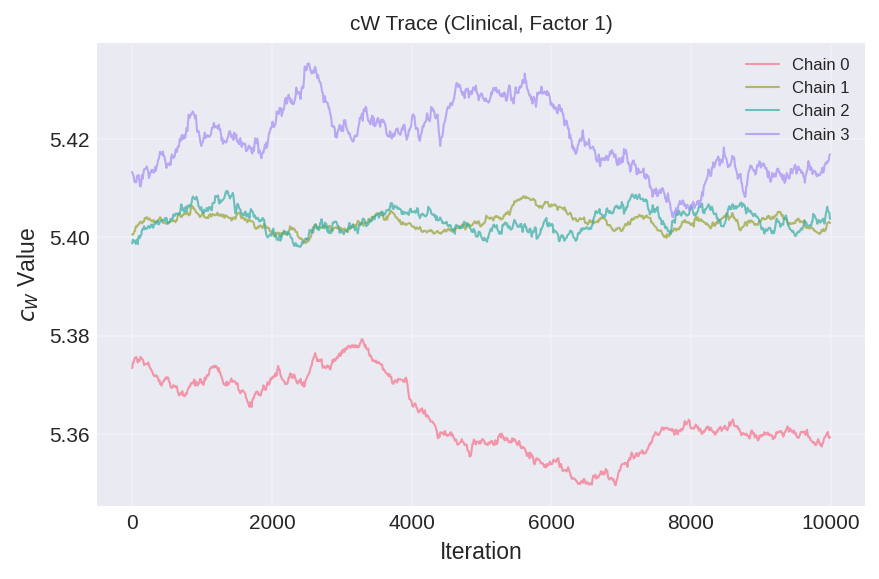 cW Trace (Clinical, Factor 1)
Chain 0
Chain 1
Chain 2
Chain 3
5.42
5.40
5.38
5.36
c_W Value
0 2000 4000 6000 8000 10000
Iteration